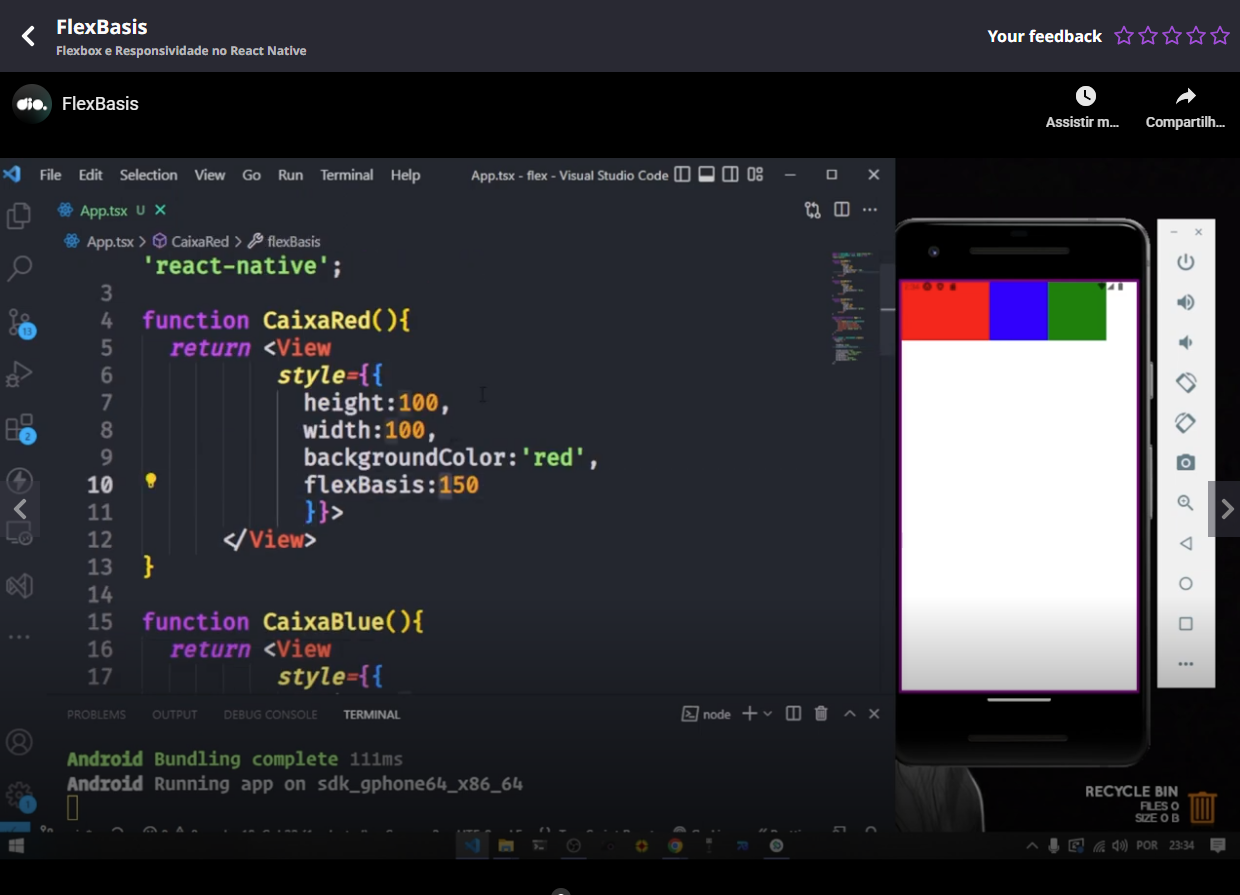 FlexBasis
Flexbox e Responsividade no React Native
Your feedback
dio.
FlexBasis
Assistir m...
Compartilh...
File Edit Selection View Go Run Terminal Help
App.tsx - flex - Visual Studio Code
App.tsx U
App.tsx > CaixaRed > flexBasis
'react-native';
3
4 function CaixaRed(){
5 return <View
6 style={{
7 height:100,
8 width:100,
9 backgroundColor:'red',
10 flexBasis:150
11 }}>
12 </View>
13 }
14
15 function CaixaBlue(){
16 return <View
17 style={{
13
2
1
PROBLEMS OUTPUT DEBUG CONSOLE TERMINAL
node
Android Bundling complete 111ms
Android Running app on sdk_gphone64_x86_64
RECYCLE BIN
FILES 0
SIZE 0 B
POR 23:34